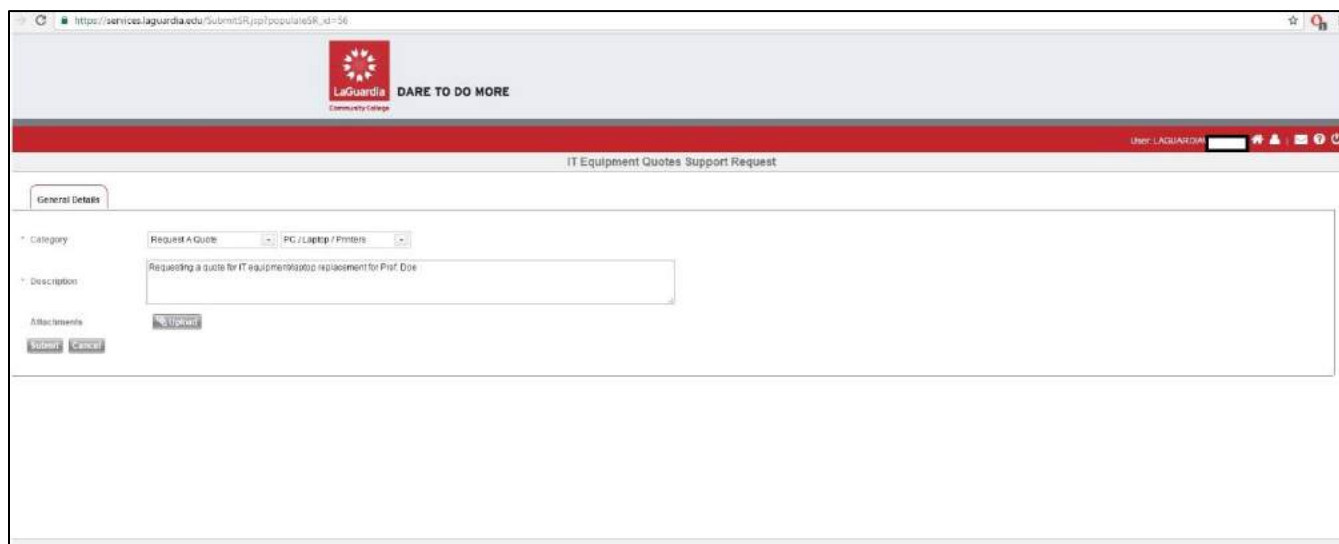 https://services.laguardia.edu/SubmitSR.jsp?populateSR_id=56
LaGuardia
Community College
DARE TO DO MORE
User: LAGUARDIA\
IT Equipment Quotes Support Request
General Details
* Category
Request A Quote
PC / Laptop / Printers
* Description
Requesting a quote for IT equipment/laptop replacement for Prof. Doe
Attachments
Upload
Submit Cancel